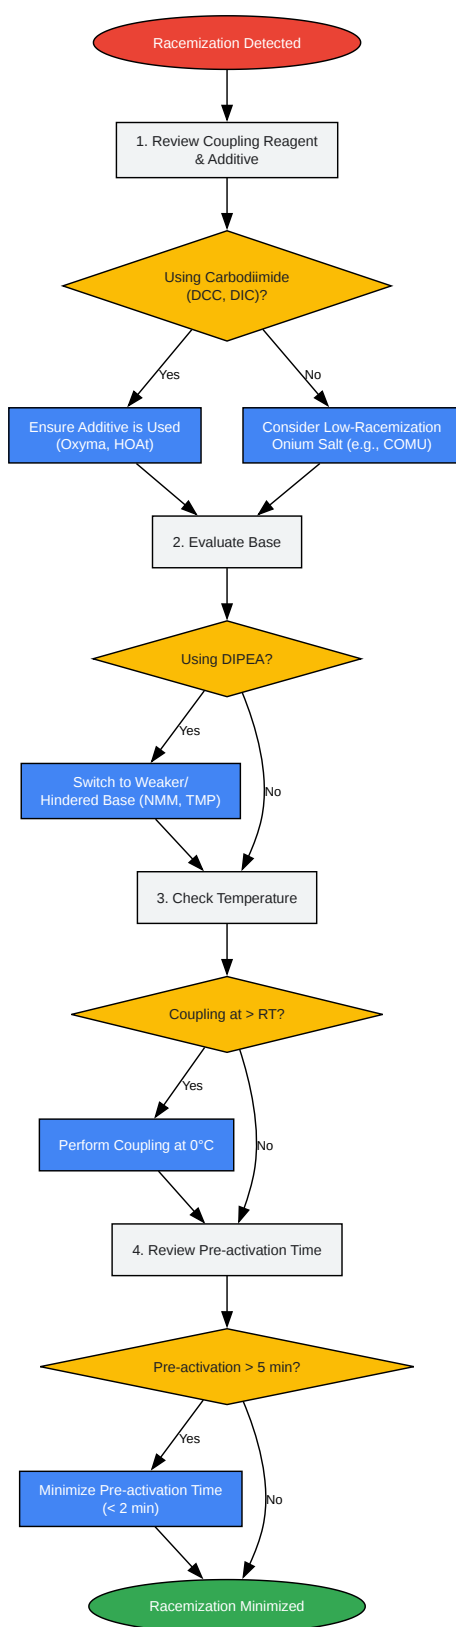 Racemization Detected
1. Review Coupling Reagent
& Additive
Using Carbodiimide
(DCC, DIC)?
Yes
No
Ensure Additive is Used
(Oxyma, HOAt)
Consider Low-Racemization
Onium Salt (e.g., COMU)
2. Evaluate Base
Using DIPEA?
Yes
Switch to Weaker/
Hindered Base (NMM, TMP)
No
3. Check Temperature
Coupling at > RT?
Yes
Perform Coupling at 0°C
No
4. Review Pre-activation Time
Pre-activation > 5 min?
Yes
Minimize Pre-activation Time
(< 2 min)
No
Racemization Minimized